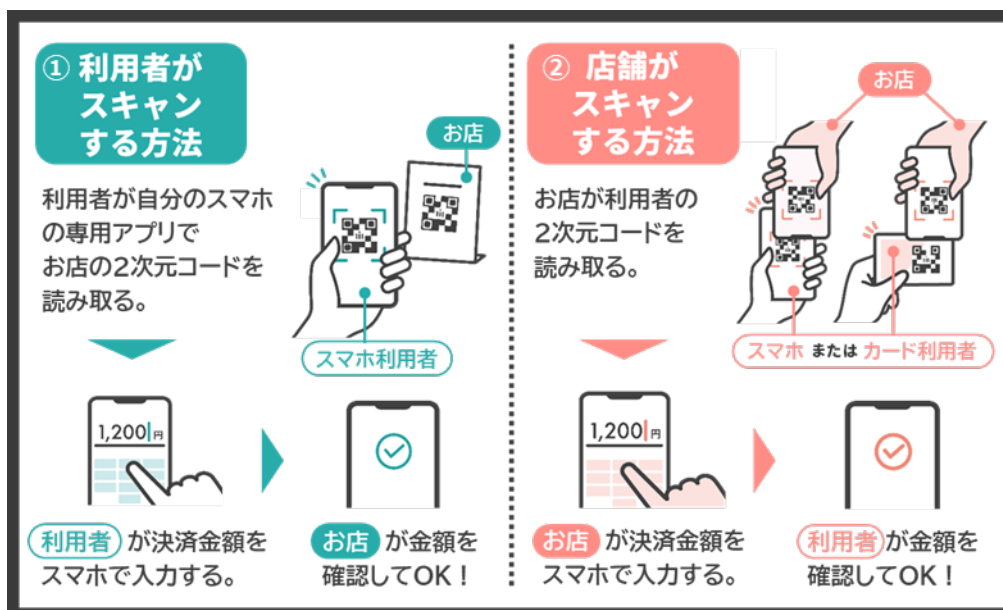 ① 利用者が
スキャン
する方法
お店
利用者が自分のスマホ
の専用アプリで
お店の2次元コードを
読み取る。
スマホ利用者
1,200円
利用者 が決済金額を
スマホで入力する。
お店 が金額を
確認してOK！
② 店舗が
スキャン
する方法
お店
お店が利用者の
2次元コードを
読み取る。
スマホ または カード利用者
1,200円
お店 が決済金額を
スマホで入力する。
利用者 が金額を
確認してOK！